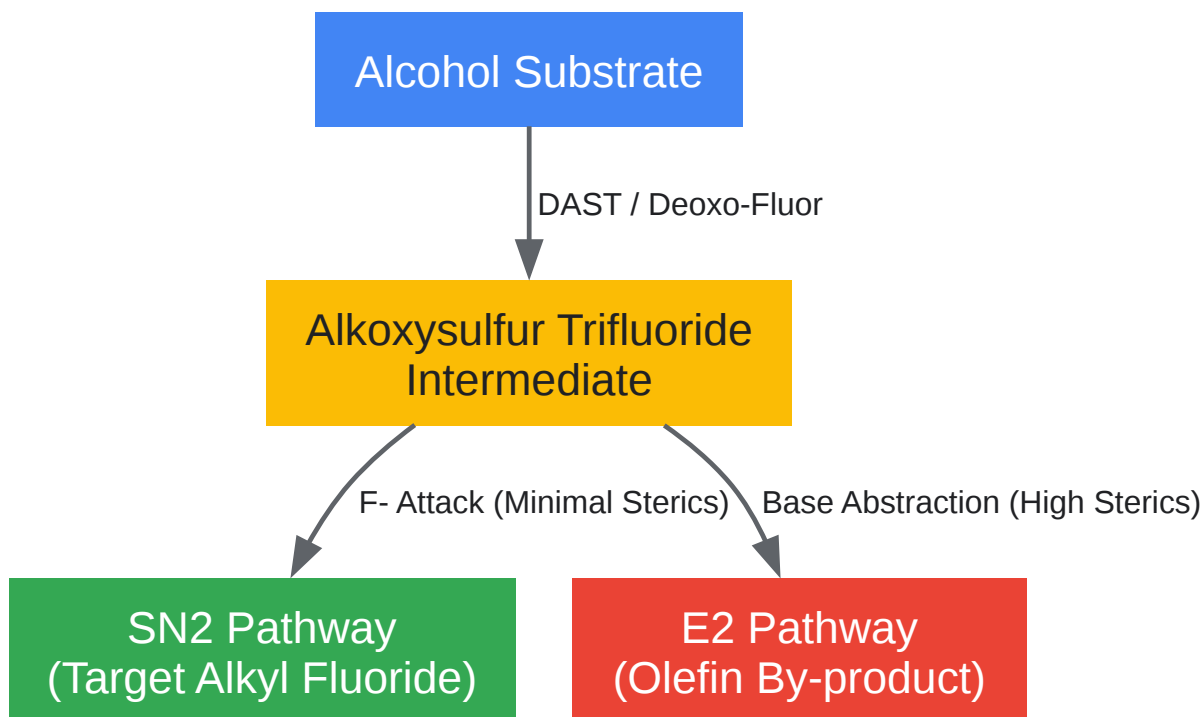 Alcohol Substrate
DAST / Deoxo-Fluor
Alkoxysulfur Trifluoride
Intermediate
F- Attack (Minimal Sterics)
Base Abstraction (High Sterics)
SN2 Pathway
(Target Alkyl Fluoride)
E2 Pathway
(Olefin By-product)